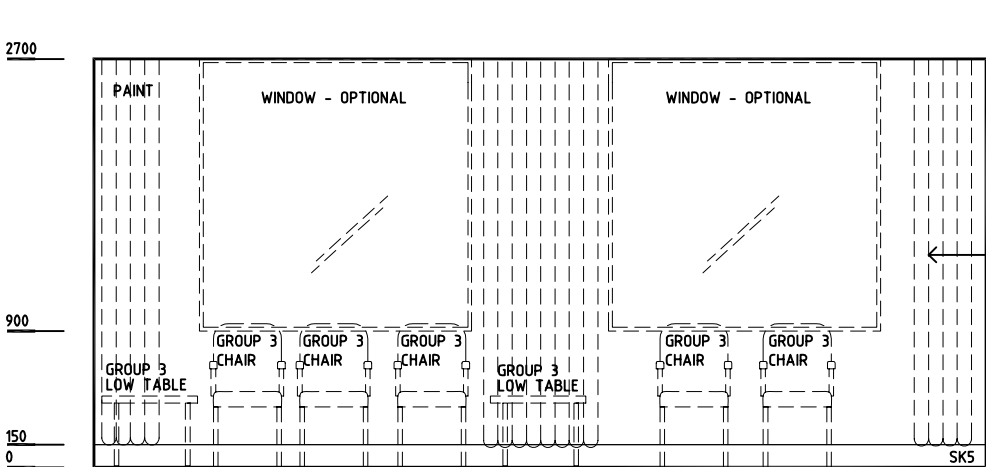 2700
PAINT
WINDOW - OPTIONAL
WINDOW - OPTIONAL
900
GROUP 3
CHAIR
GROUP 3
CHAIR
GROUP 3
CHAIR
GROUP 3
CHAIR
GROUP 3
CHAIR
GROUP 3
LOW TABLE
GROUP 3
LOW TABLE
150
0
SK5